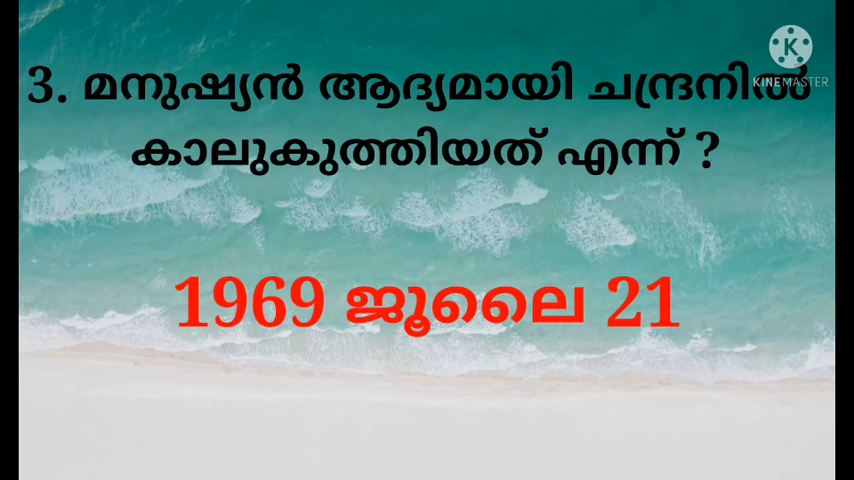 3. മനുഷ്യൻ ആദ്യമായി ചന്ദ്രനിൽ
കാലുകുത്തിയത് എന്ന് ?
1969 ജൂലൈ 21
K
KINEMASTER